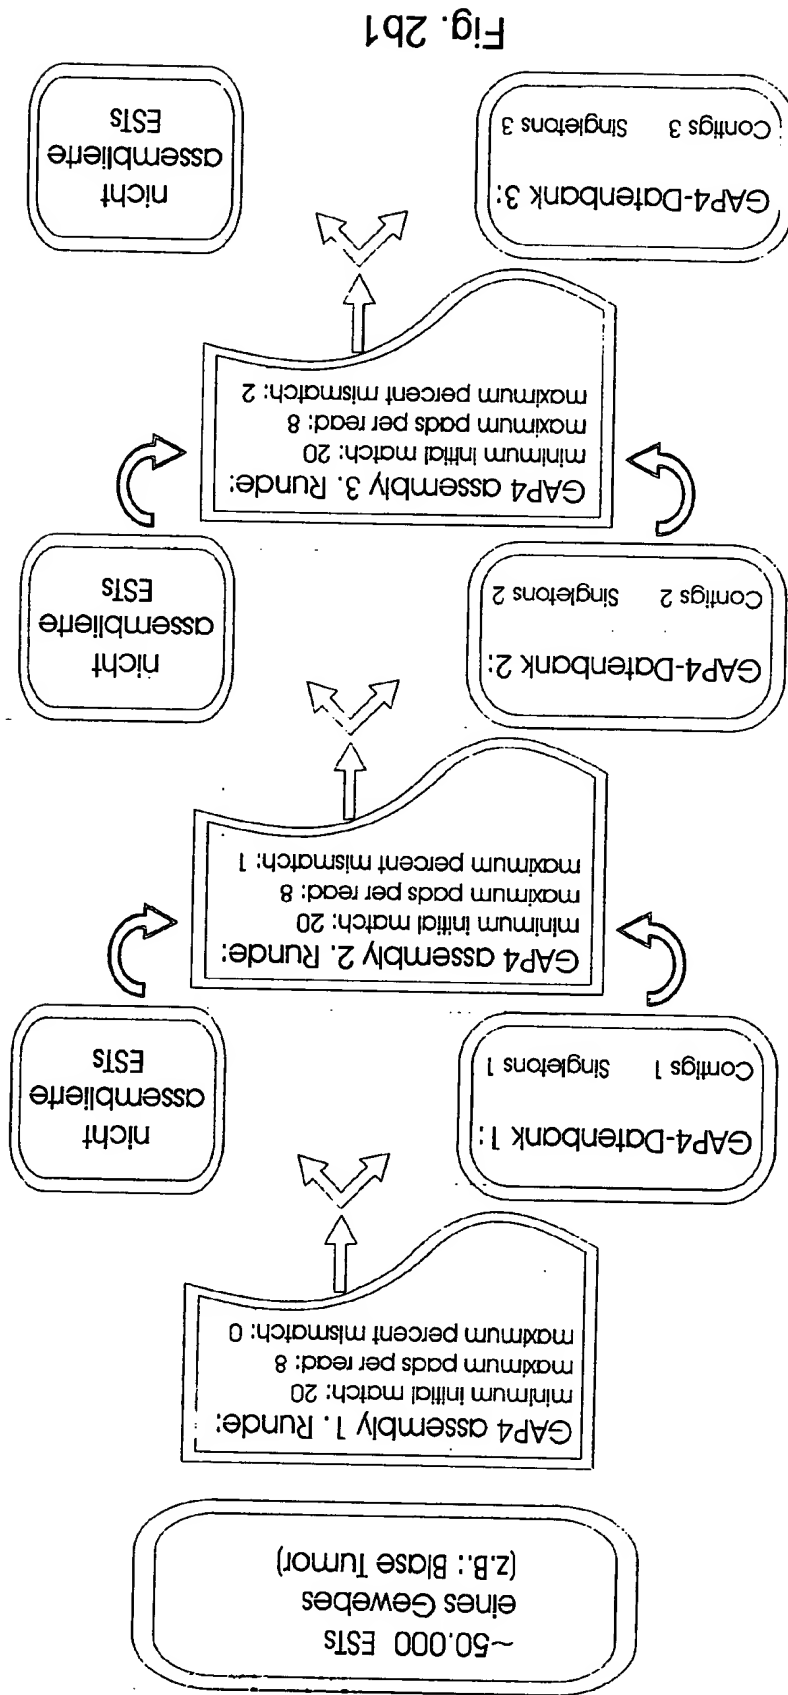 ~50.000 ESTs
eines Gewebes
(z.B.: Blase Tumor)
GAP4 assembly 1. Runde:
minimum initial match: 20
maximum pads per read: 8
maximum percent mismatch: 0
GAP4-Datenbank 1:
Contigs 1 Singletons 1
nicht
assemblierte
ESTs
GAP4 assembly 2. Runde:
minimum initial match: 20
maximum pads per read: 8
maximum percent mismatch: 1
GAP4-Datenbank 2:
Contigs 2 Singletons 2
nicht
assemblierte
ESTs
GAP4 assembly 3. Runde:
minimum initial match: 20
maximum pads per read: 8
maximum percent mismatch: 2
GAP4-Datenbank 3:
Contigs 3 Singletons 3
nicht
assemblierte
ESTs
Fig. 2b1